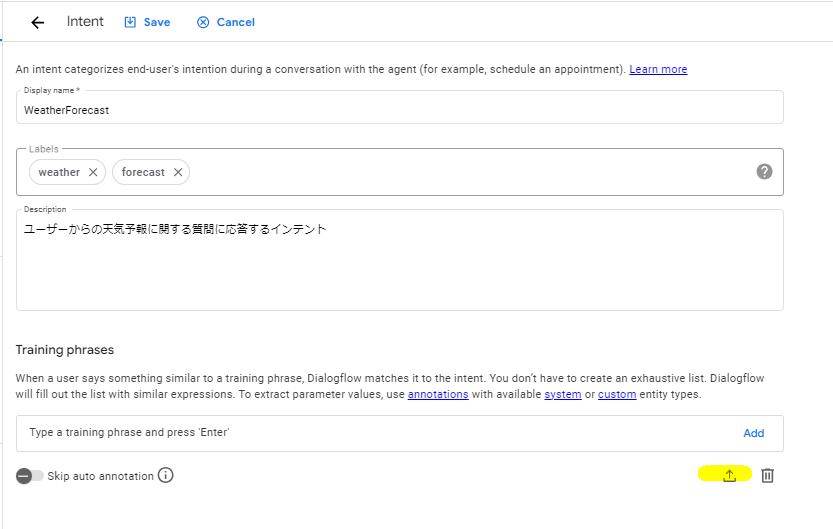 Intent Save Cancel
An intent categorizes end-user's intention during a conversation with the agent (for example, schedule an appointment). Learn more
Display name *
WeatherForecast
Labels
weather forecast
Description
ユーザーからの天気予報に関する質問に応答するインテント
Training phrases
When a user says something similar to a training phrase, Dialogflow matches it to the intent. You don't have to create an exhaustive list. Dialogflow
will fill out the list with similar expressions. To extract parameter values, use annotations with available system or custom entity types.
Type a training phrase and press 'Enter' Add
Skip auto annotation